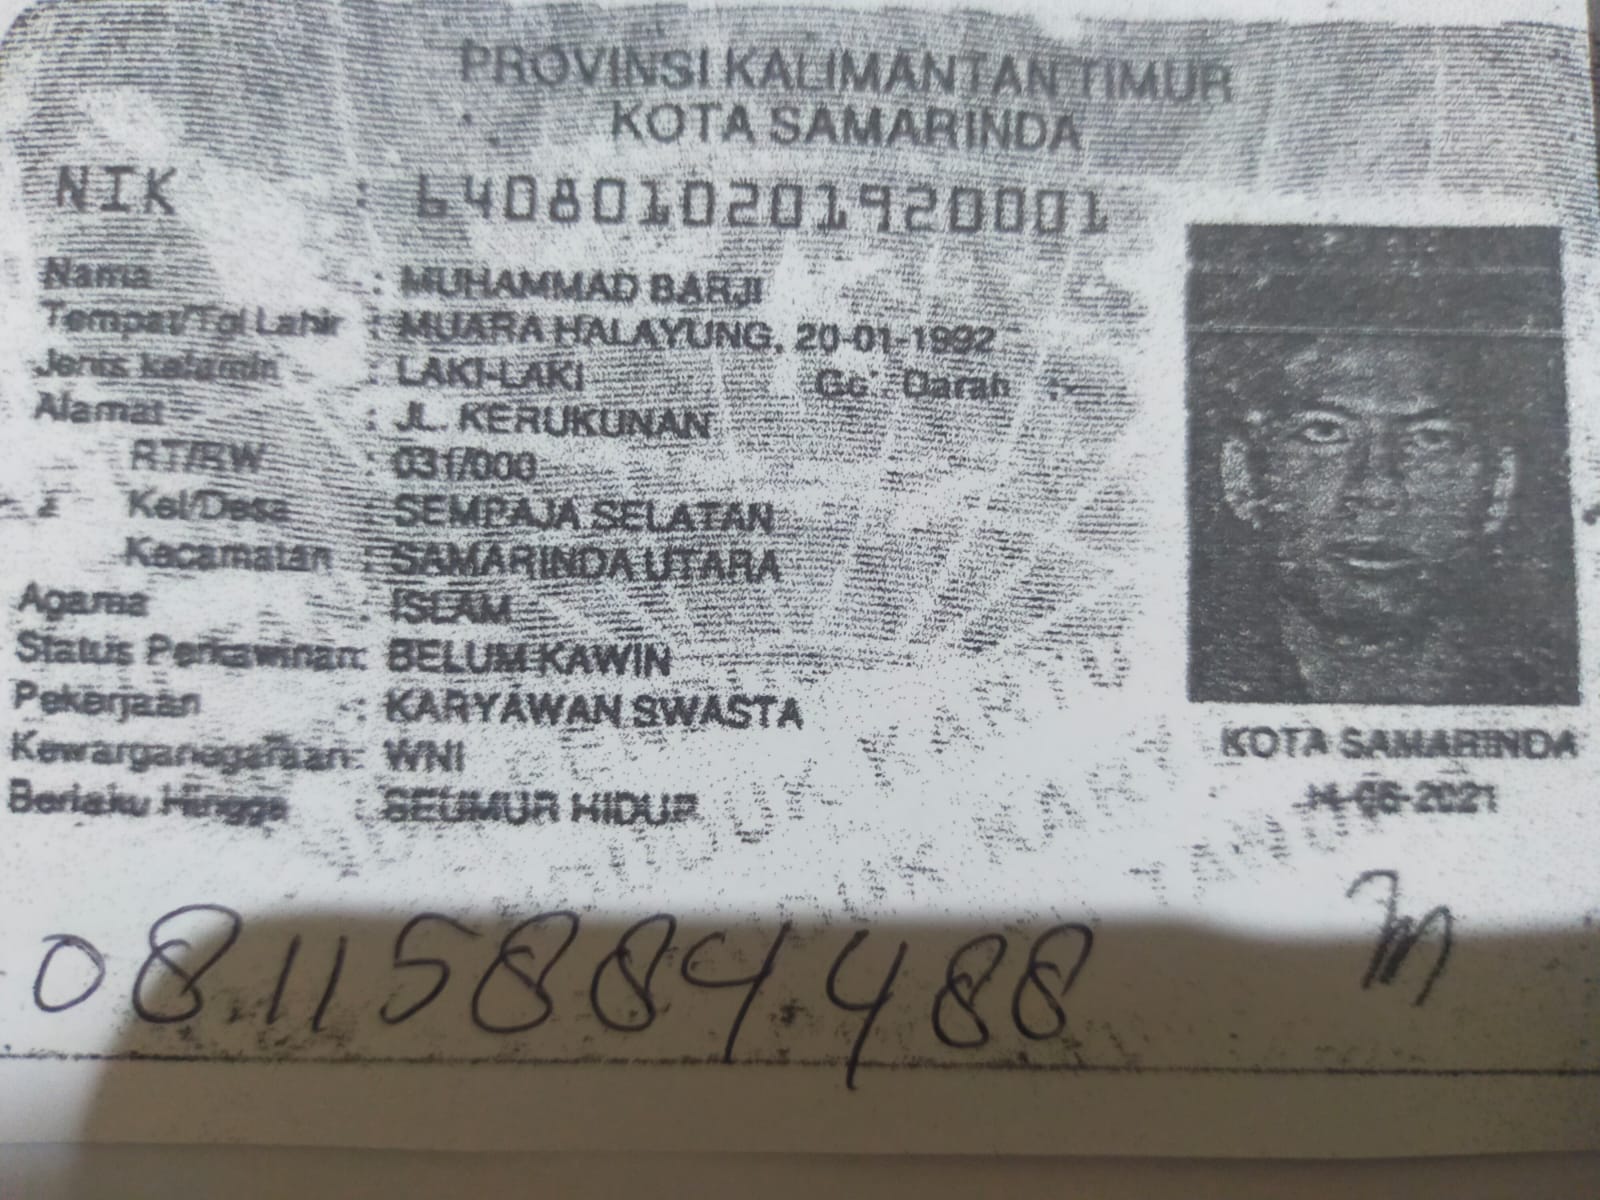 PROVINSI KALIMANTAN TIMUR
KOTA SAMARINDA
NIK : 6408010201920001
Nama : MUHAMMAD BARJI
Tempat/Tgl Lahir : MUARA HALAYUNG, 20-01-1992
Jenis kelamin : LAKI-LAKI Gol. Darah : -
Alamat : JL. KERUKUNAN
RT/RW : 031/000
Kel/Desa : SEMPAJA SELATAN
Kecamatan : SAMARINDA UTARA
Agama : ISLAM
Status Perkawinan: BELUM KAWIN
Pekerjaan : KARYAWAN SWASTA
Kewarganegaraan: WNI
Berlaku Hingga : SEUMUR HIDUP
KOTA SAMARINDA
08115884488